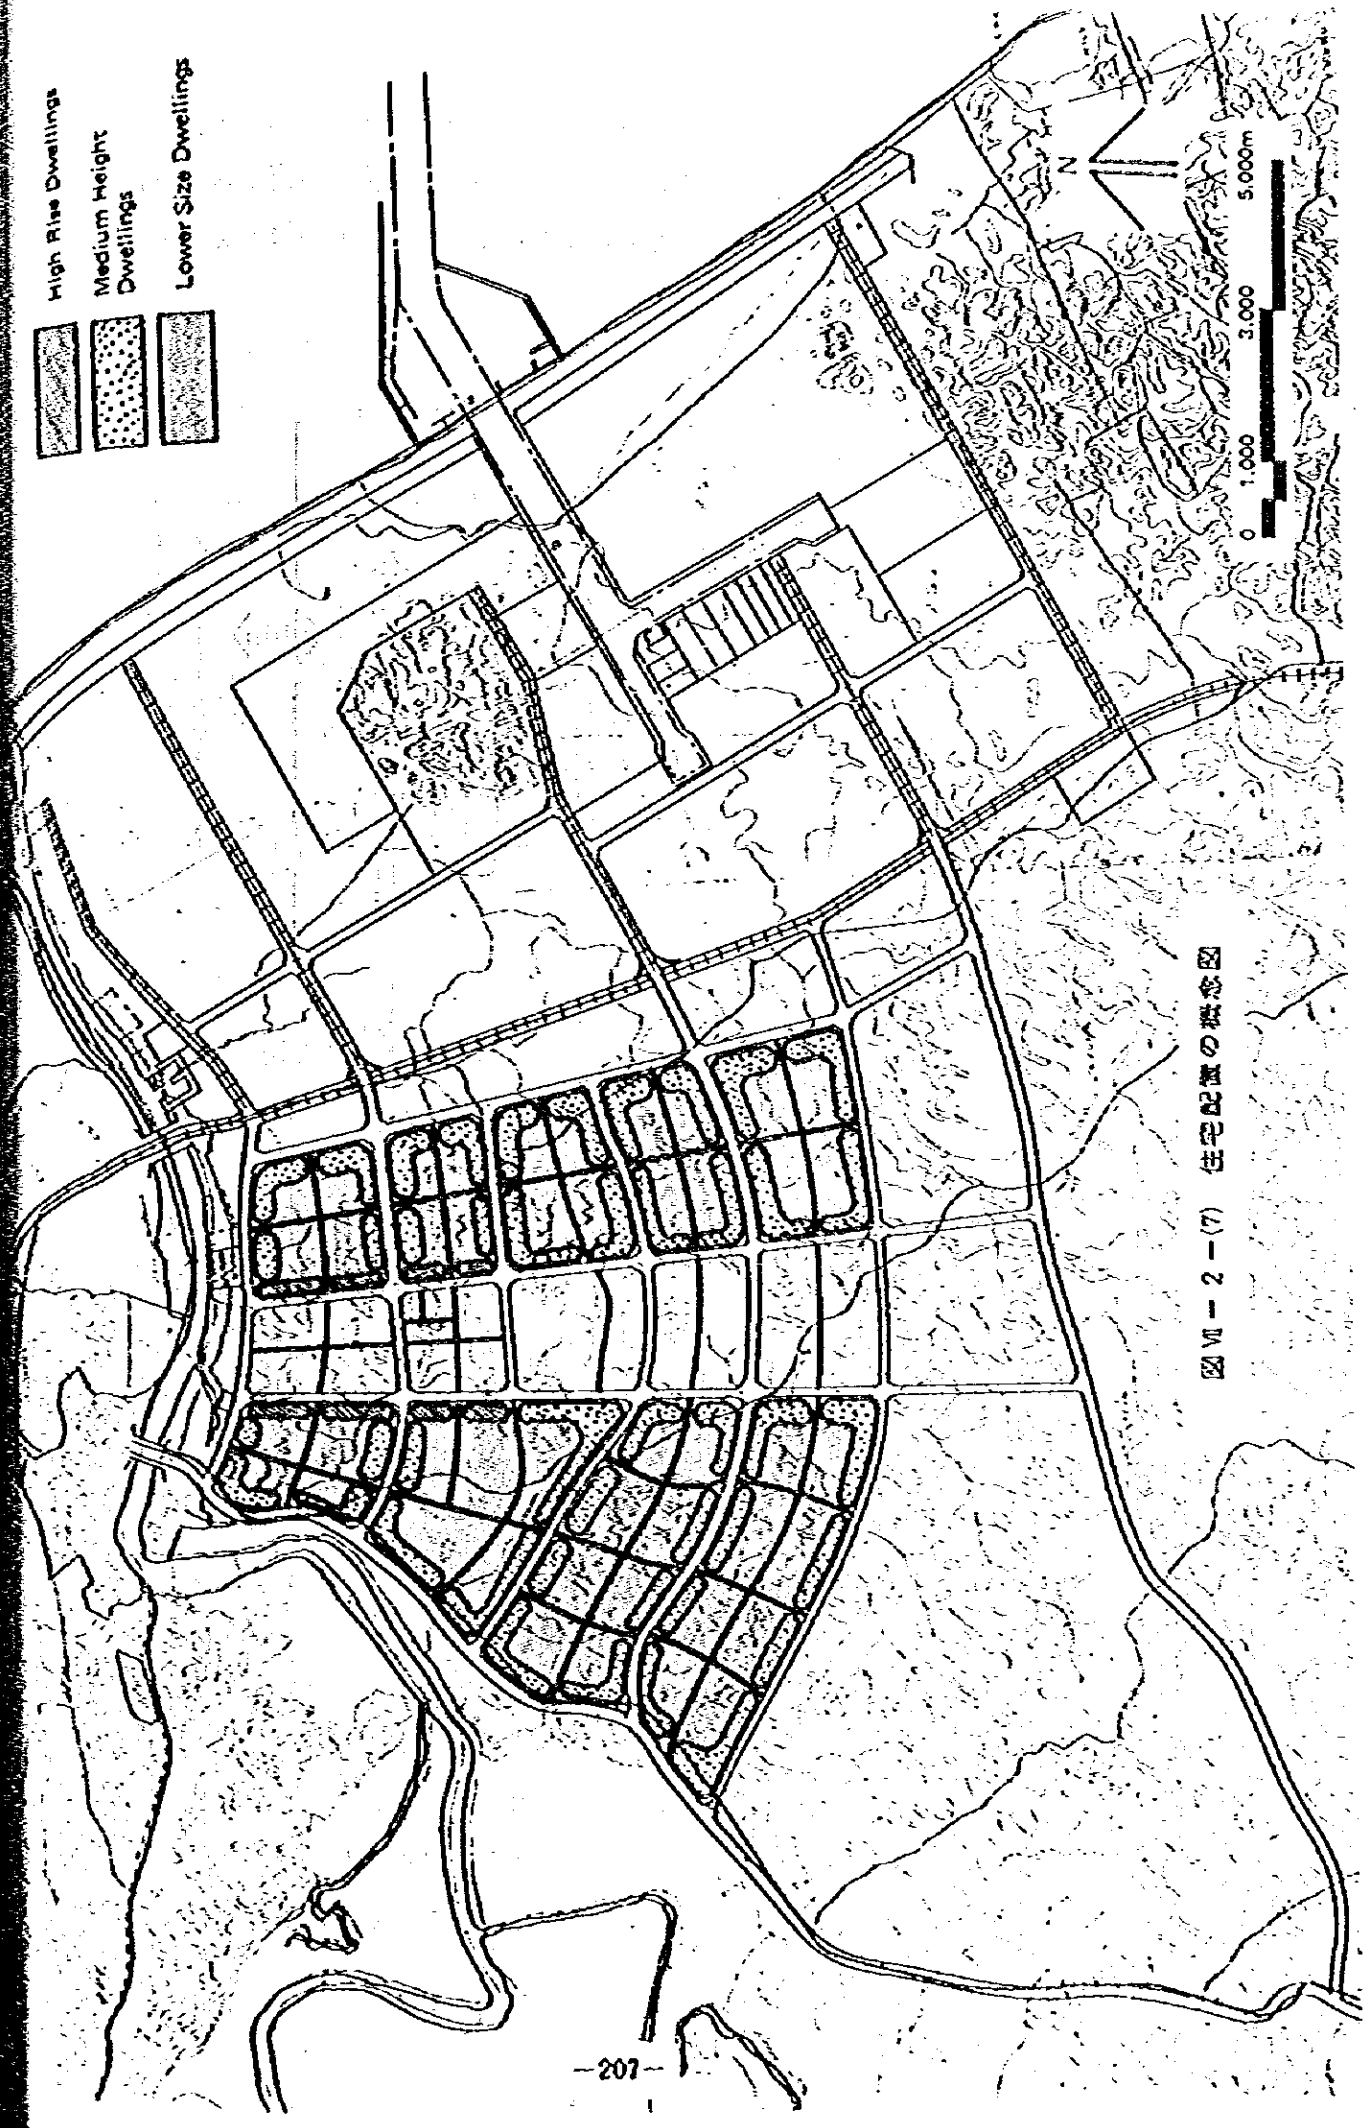 High Rise Dwellings
Medium Height
Dwellings
Lower Size Dwellings
N
0 1.000 3.000 5.000m
図 Ⅵ － 2 － (7) 住宅配置の概念図
－207－